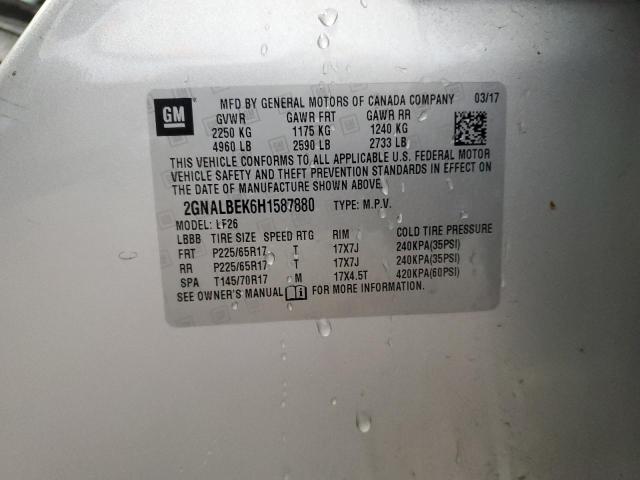 GM
MFD BY GENERAL MOTORS OF CANADA COMPANY 03/17
GVWR GAWR FRT GAWR RR
2250 KG 1175 KG 1240 KG
4960 LB 2590 LB 2733 LB
THIS VEHICLE CONFORMS TO ALL APPLICABLE U.S. FEDERAL MOTOR
VEHICLE SAFETY AND THEFT PREVENTION STANDARDS IN EFFECT ON
THE DATE OF MANUFACTURE SHOWN ABOVE.
2GNALBEK6H1587880 TYPE: M.P.V.
MODEL: LF26
LBBB TIRE SIZE SPEED RTG RIM COLD TIRE PRESSURE
FRT P225/65R17 T 17X7J 240KPA(35PSI)
RR P225/65R17 T 17X7J 240KPA(35PSI)
SPA T145/70R17 M 17X4.5T 420KPA(60PSI)
SEE OWNER'S MANUAL FOR MORE INFORMATION.